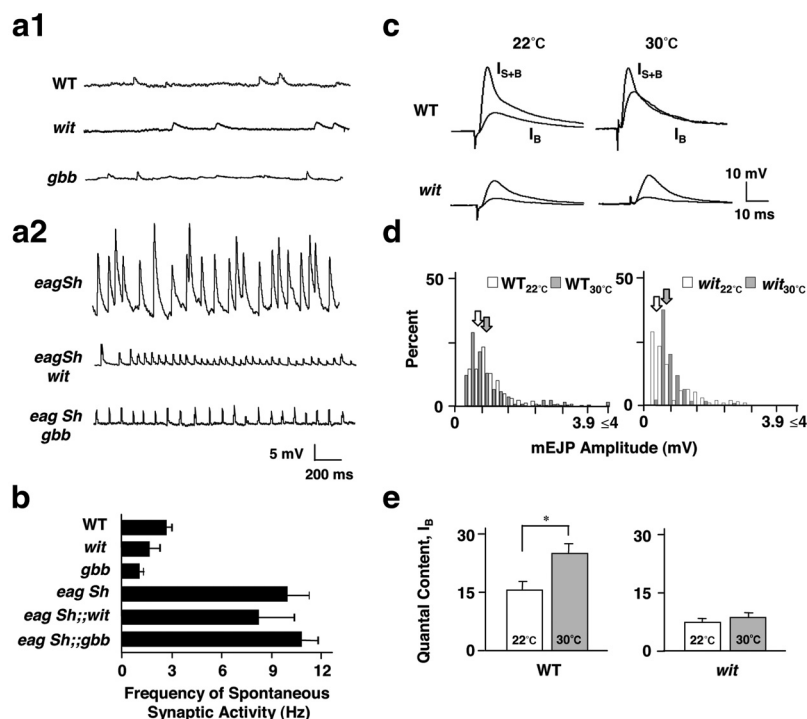 a1
WT
wit
gbb
a2
eagSh
eagSh
wit
eag Sh
gbb
5 mV
200 ms
b
WT
wit
gbb
eag Sh
eag Sh;;wit
eag Sh;;gbb
0 3 6 9 12
Frequency of Spontaneous
Synaptic Activity (Hz)
c
22°C 30°C
IS+B IS+B
WT
IB IB
wit
10 mV
10 ms
d
50 50
WT22°C WT30°C wit22°C wit30°C
Percent
0 0
0 3.9 ≤4 0 3.9 ≤4
mEJP Amplitude (mV)
e
Quantal Content, IB
30 30
*
15 15
0 0
22°C 30°C 22°C 30°C
WT wit